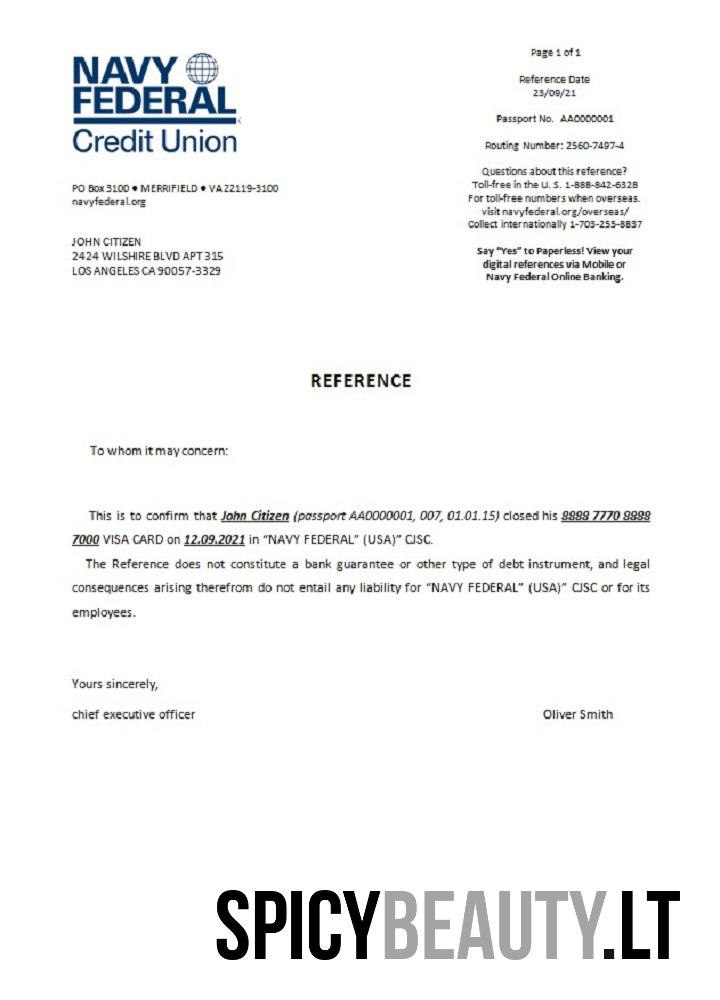 NAVY
FEDERAL
Credit Union
PO Box 3100 • MERRIFIELD • VA 22119-3100
navyfederal.org
JOHN CITIZEN
2424 WILSHIRE BLVD APT 315
LOS ANGELES CA 90057-3329
Page 1 of 1
Reference Date
23/09/21
Passport No. AA0000001
Routing Number: 2560-7497-4
Questions about this reference?
Toll-free in the U. S. 1-888-842-6328
For toll-free numbers when overseas.
visit navyfederal.org/overseas/
Collect internationally 1-703-255-8837
Say "Yes" to Paperless! View your
digital references via Mobile or
Navy Federal Online Banking.
REFERENCE
To whom it may concern:
This is to confirm that John Citizen (passport AA0000001, 007, 01.01.15) closed his 8888 7770 8888
7000 VISA CARD on 12.09.2021 in "NAVY FEDERAL" (USA)" CJSC.
The Reference does not constitute a bank guarantee or other type of debt instrument, and legal
consequences arising therefrom do not entail any liability for "NAVY FEDERAL" (USA)" CJSC or for its
employees.
Yours sincerely,
chief executive officer Oliver Smith
SPICYBEAUTY.LT